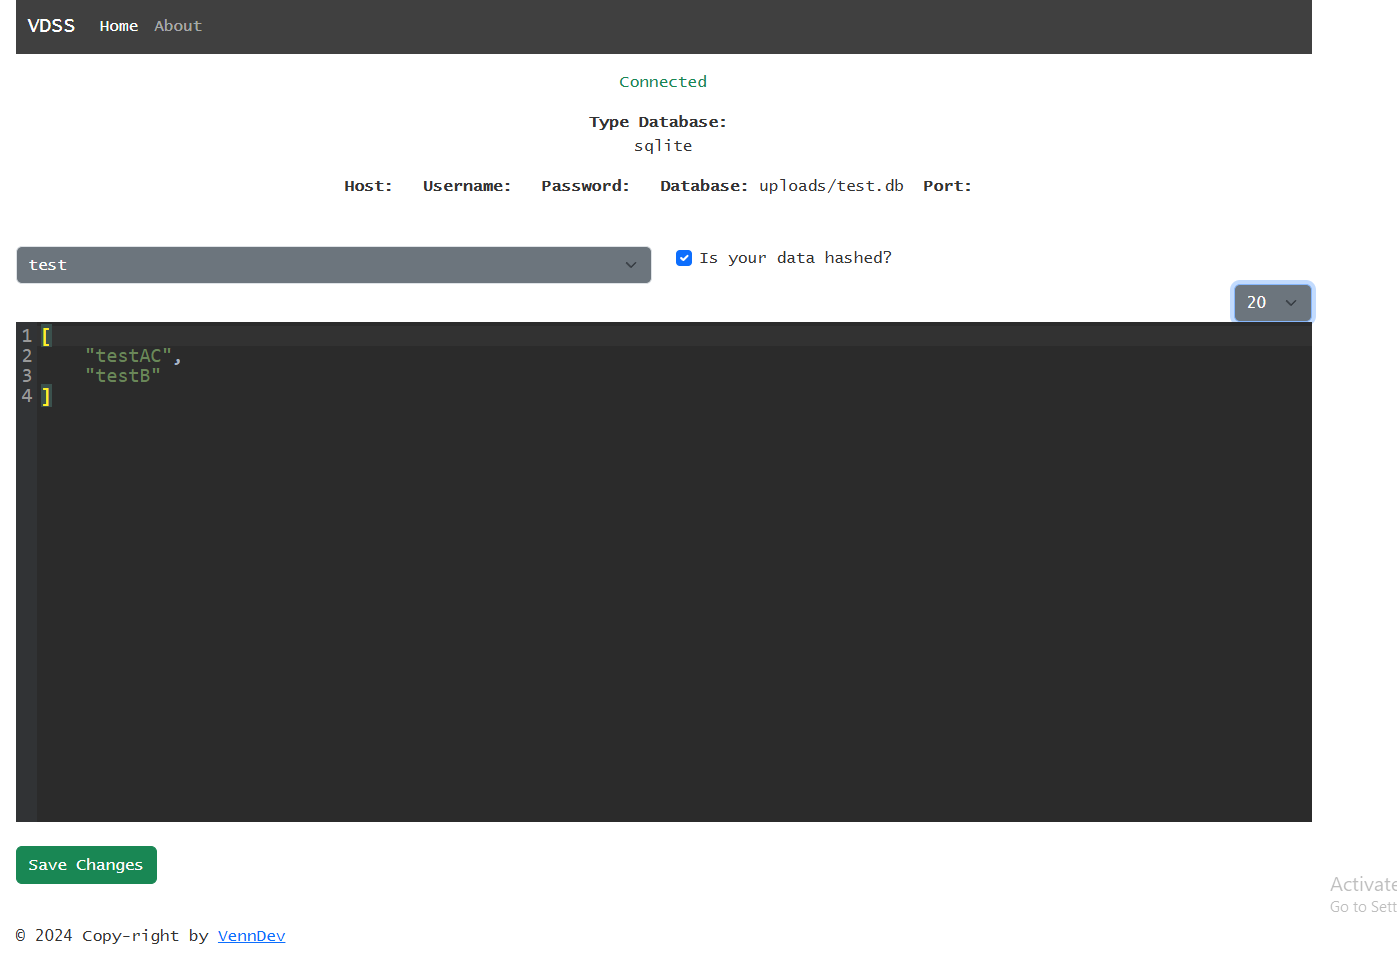 VDSS Home About
Connected
Type Database:
sqlite
Host: Username: Password: Database: uploads/test.db Port:
test
Is your data hashed?
20
1 [
2 "testAC",
3 "testB"
4 ]
Save Changes
Activate
Go to Sett
© 2024 Copy-right by VennDev